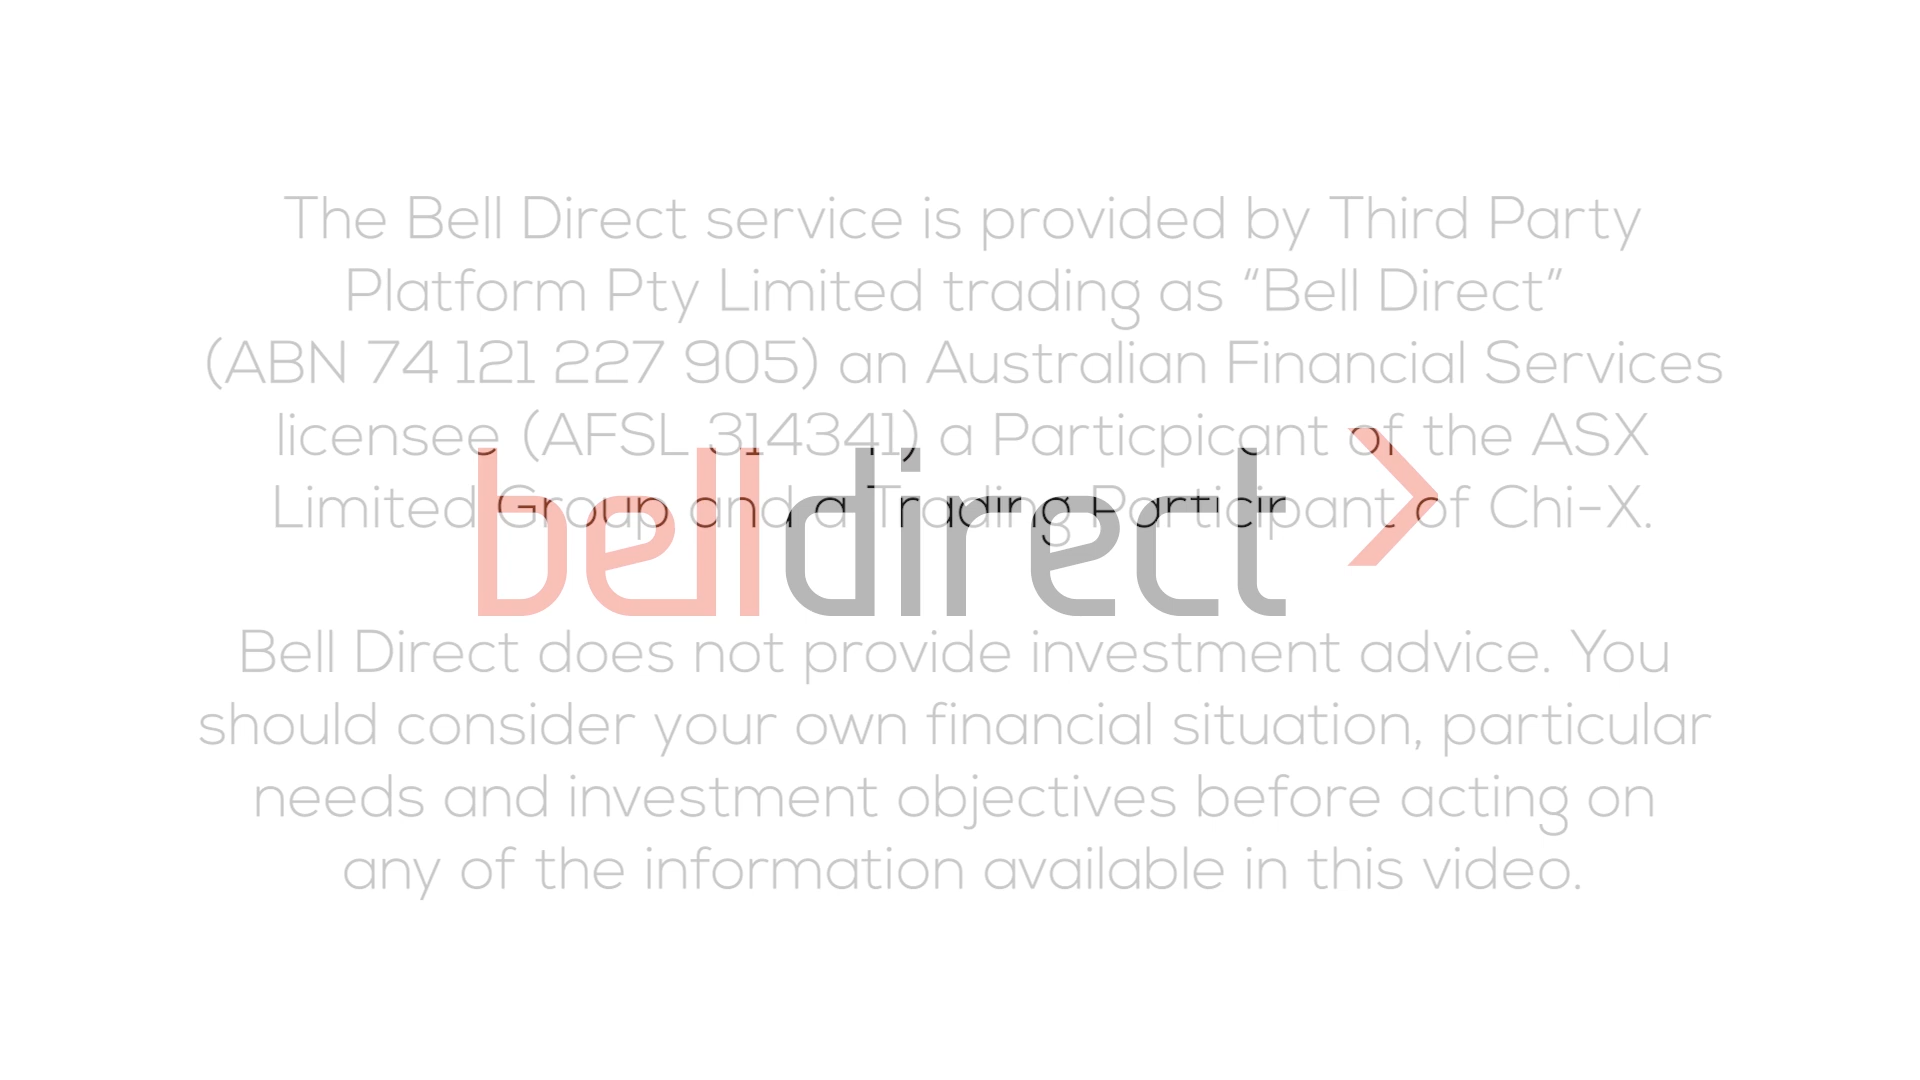 The Bell Direct service is provided by Third Party
Platform Pty Limited trading as “Bell Direct”
(ABN 74 121 227 905) an Australian Financial Services
licensee (AFSL 314341) a Particpicant of the ASX
Limited Group and a Trading Participant of Chi-X.
belldirect
Bell Direct does not provide investment advice. You
should consider your own financial situation, particular
needs and investment objectives before acting on
any of the information available in this video.